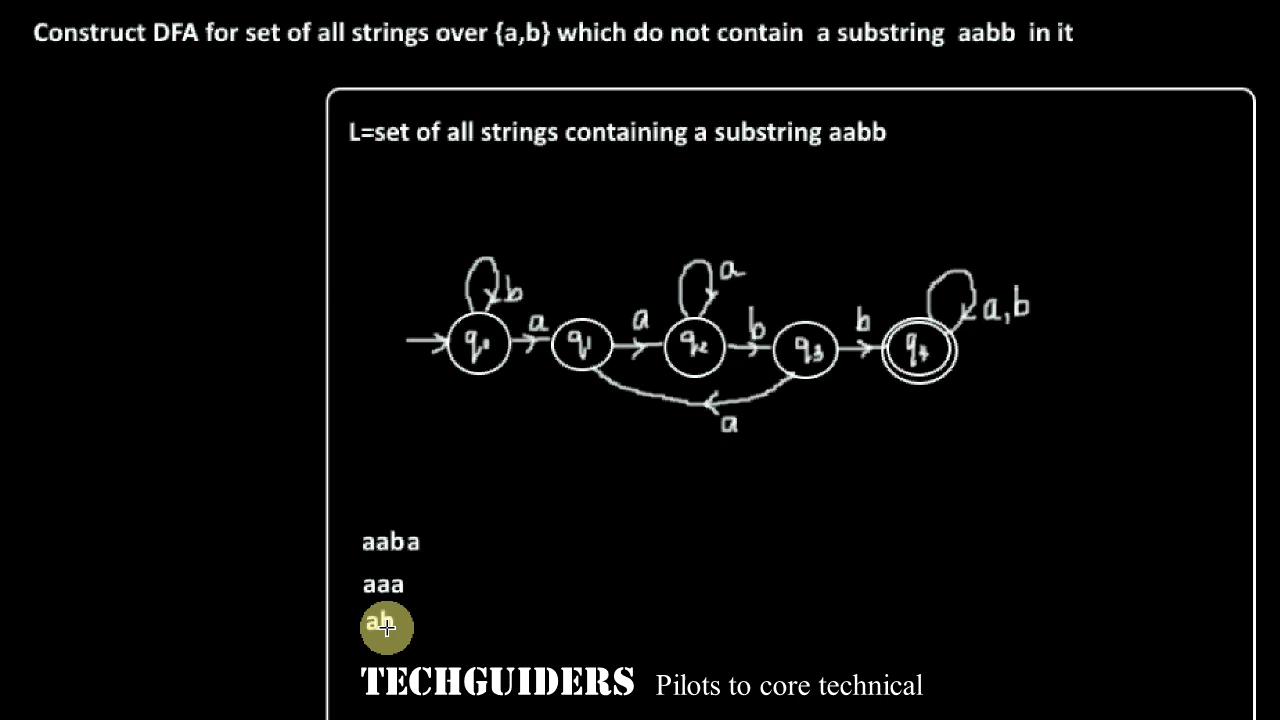 Construct DFA for set of all strings over {a,b} which do not contain a substring aabb in it
L=set of all strings containing a substring aabb
b a a a b b a,b
q0 q1 q2 q3 q4
a
aaba
aaa
ab
TECHGUIDERS Pilots to core technical